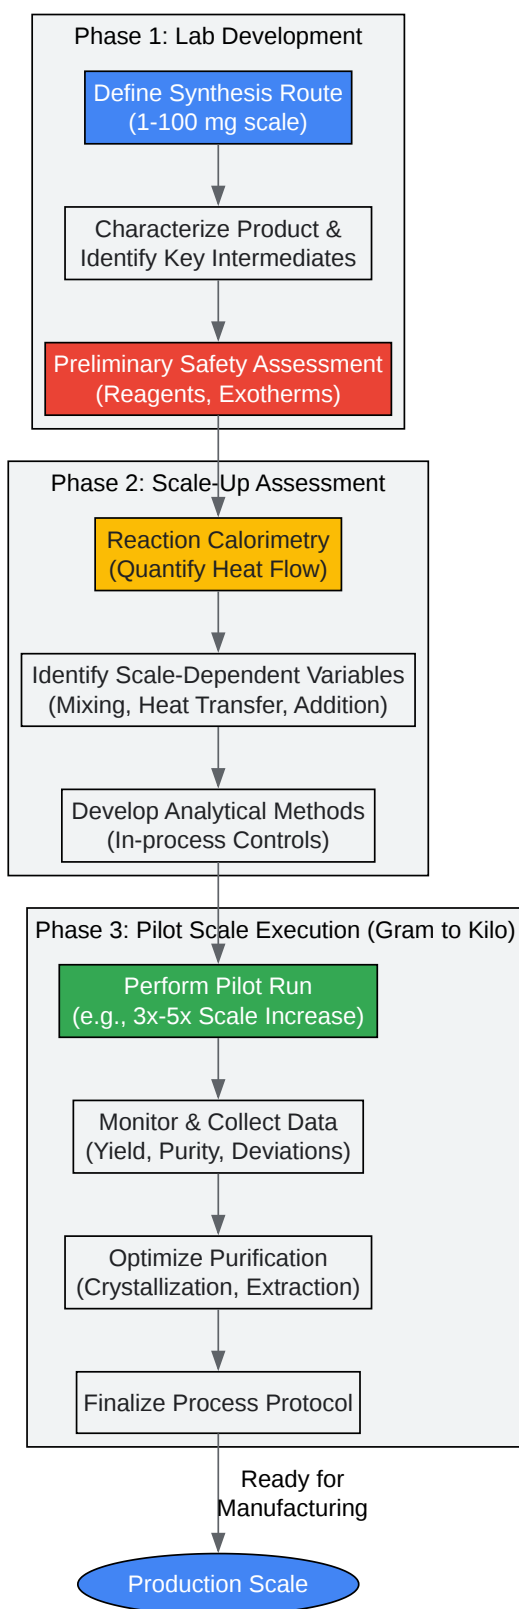 Phase 1: Lab Development
Define Synthesis Route
(1-100 mg scale)
Characterize Product &
Identify Key Intermediates
Preliminary Safety Assessment
(Reagents, Exotherms)
Phase 2: Scale-Up Assessment
Reaction Calorimetry
(Quantify Heat Flow)
Identify Scale-Dependent Variables
(Mixing, Heat Transfer, Addition)
Develop Analytical Methods
(In-process Controls)
Phase 3: Pilot Scale Execution (Gram to Kilo)
Perform Pilot Run
(e.g., 3x-5x Scale Increase)
Monitor & Collect Data
(Yield, Purity, Deviations)
Optimize Purification
(Crystallization, Extraction)
Finalize Process Protocol
Ready for
Manufacturing
Production Scale